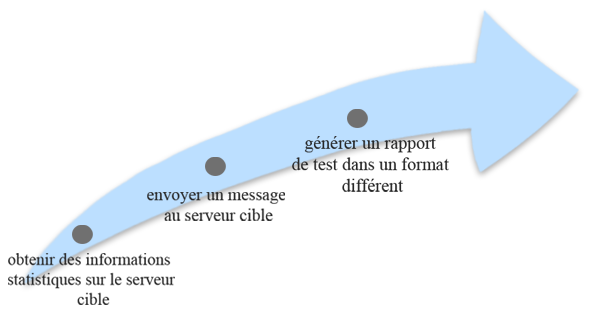 obtenir des informations
statistiques sur le serveur
cible
envoyer un message
au serveur cible
générer un rapport
de test dans un format
différent